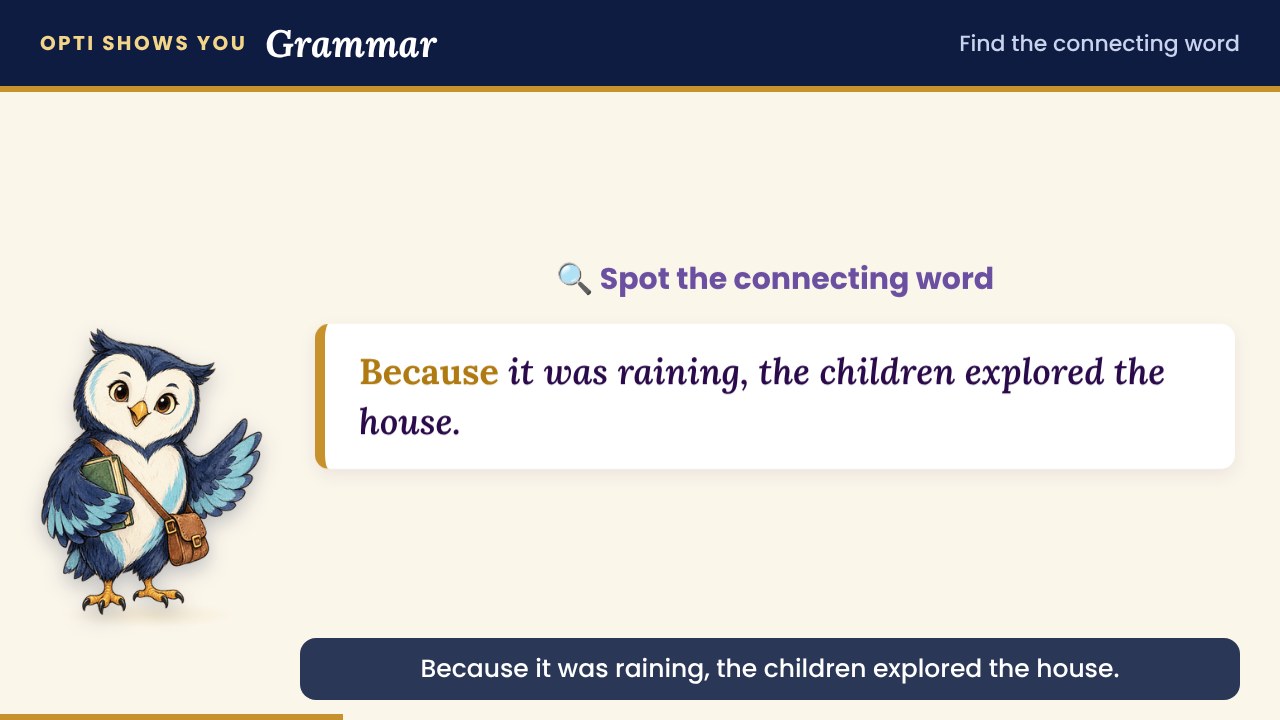 OPTI SHOWS YOU Grammar
Find the connecting word
🔍 Spot the connecting word
Because it was raining, the children explored the
house.
Because it was raining, the children explored the house.